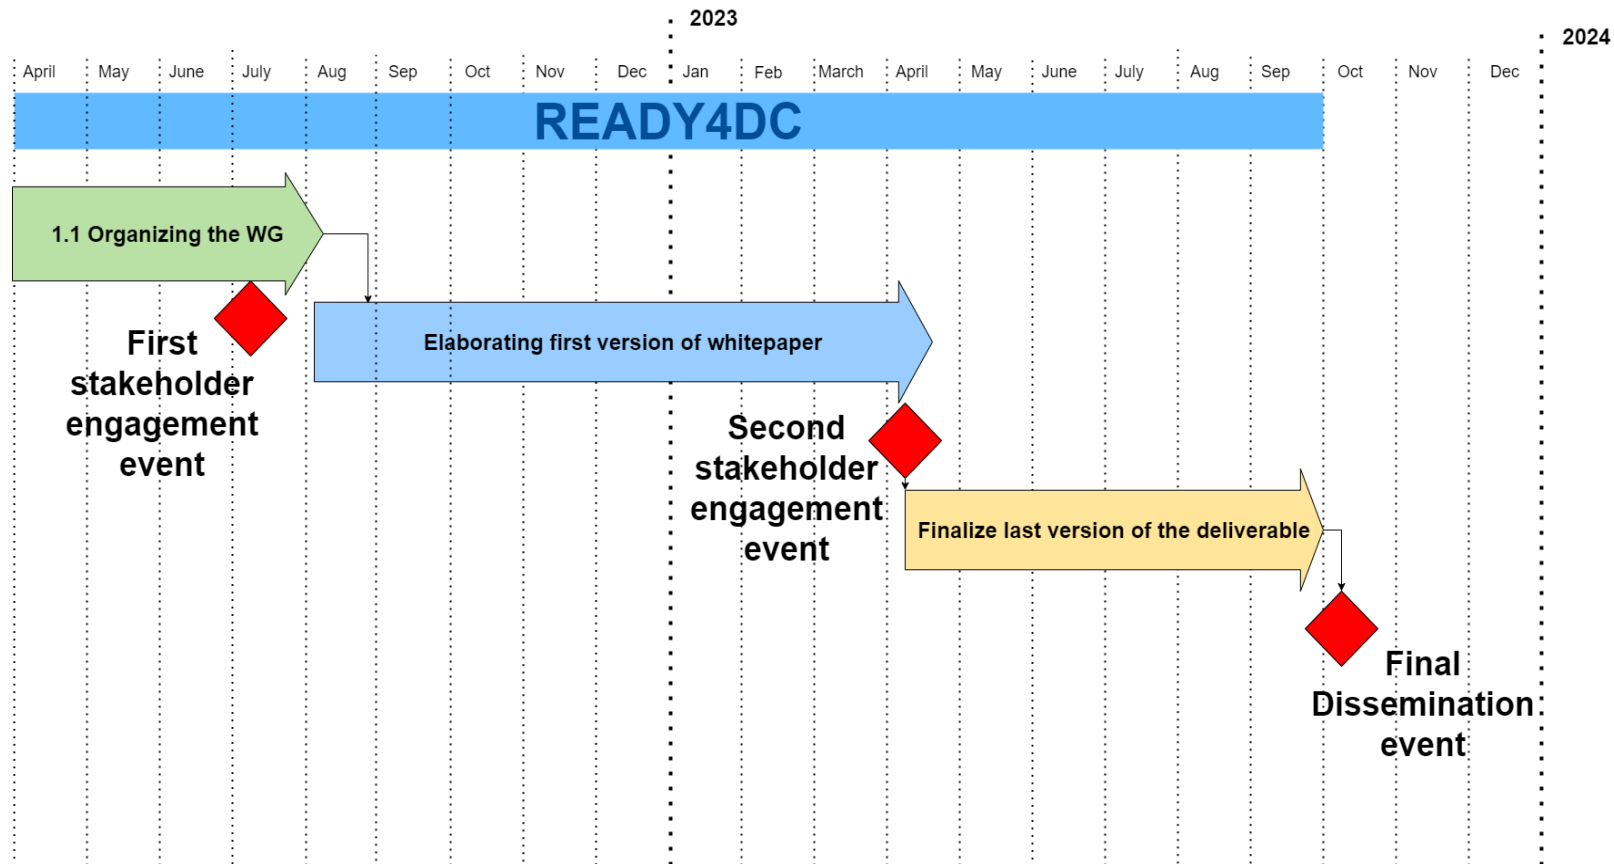 2023
2024
April May June July Aug Sep Oct Nov Dec Jan Feb March April May June July Aug Sep Oct Nov Dec
READY4DC
1.1 Organizing the WG
First
stakeholder
engagement
event
Elaborating first version of whitepaper
Second
stakeholder
engagement
event
Finalize last version of the deliverable
Final
Dissemination
event